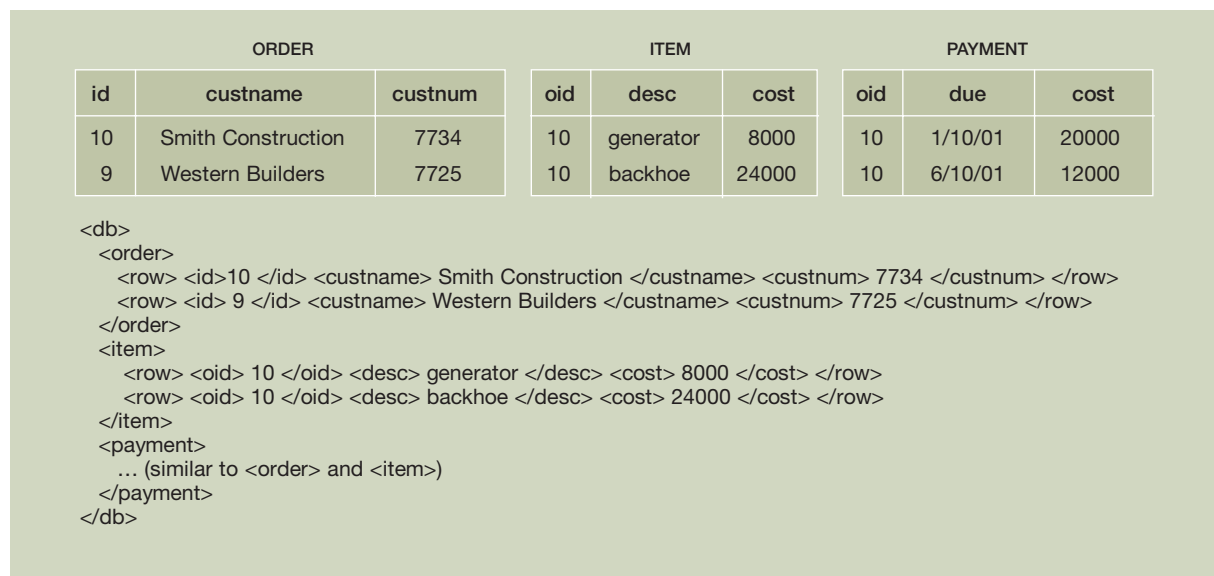 ORDER ITEM PAYMENT
id custname custnum oid desc cost oid due cost
10 Smith Construction 7734 10 generator 8000 10 1/10/01 20000
9 Western Builders 7725 10 backhoe 24000 10 6/10/01 12000
<db>
<order>
<row> <id>10 </id> <custname> Smith Construction </custname> <custnum> 7734 </custnum> </row>
<row> <id> 9 </id> <custname> Western Builders </custname> <custnum> 7725 </custnum> </row>
</order>
<item>
<row> <oid> 10 </oid> <desc> generator </desc> <cost> 8000 </cost> </row>
<row> <oid> 10 </oid> <desc> backhoe </desc> <cost> 24000 </cost> </row>
</item>
<payment>
… (similar to <order> and <item>)
</payment>
</db>